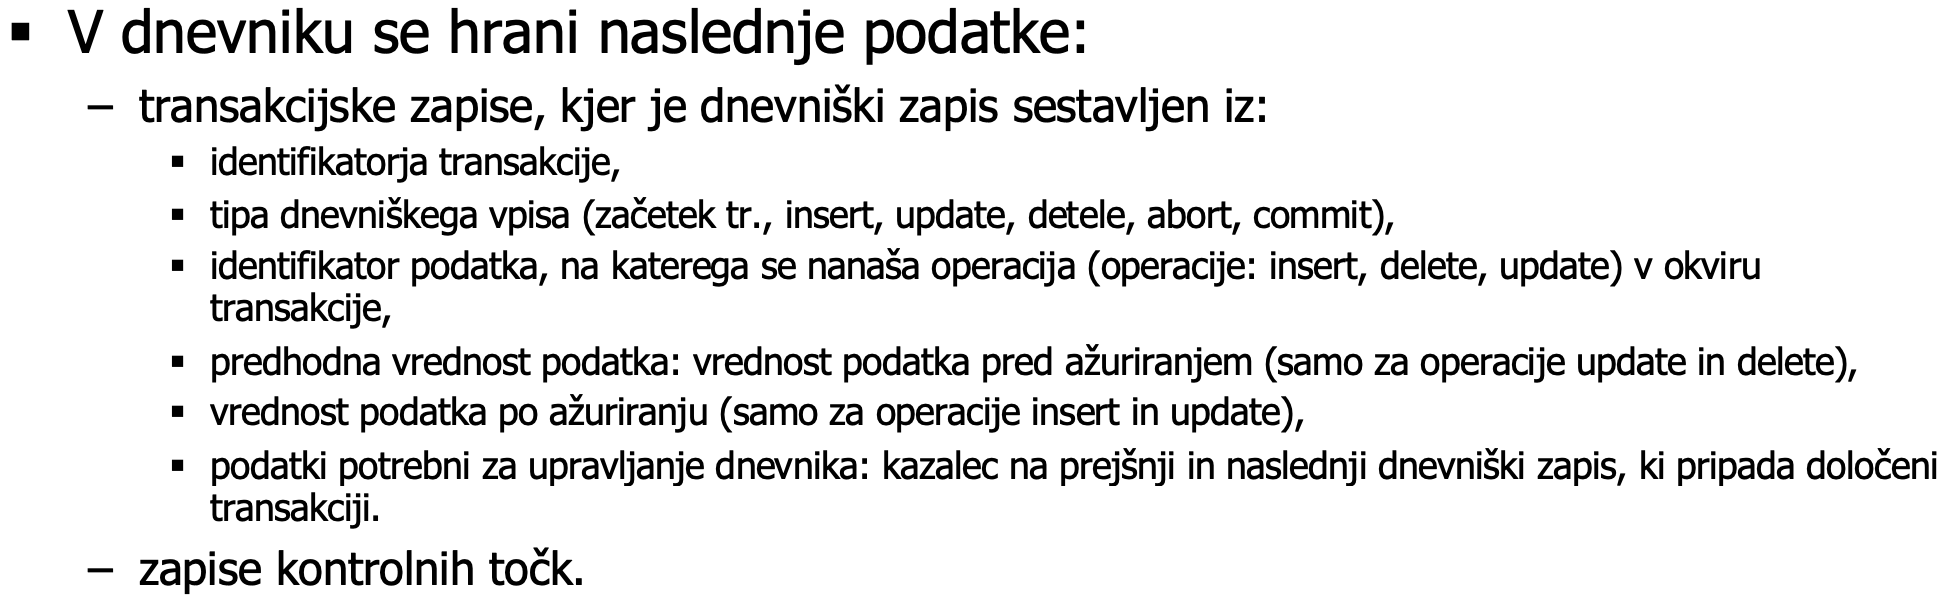 ▪ V dnevniku se hrani naslednje podatke:
– transakcijske zapise, kjer je dnevniški zapis sestavljen iz:
▪ identifikatorja transakcije,
▪ tipa dnevniškega vpisa (začetek tr., insert, update, detele, abort, commit),
▪ identifikator podatka, na katerega se nanaša operacija (operacije: insert, delete, update) v okviru
transakcije,
▪ predhodna vrednost podatka: vrednost podatka pred ažuriranjem (samo za operacije update in delete),
▪ vrednost podatka po ažuriranju (samo za operacije insert in update),
▪ podatki potrebni za upravljanje dnevnika: kazalec na prejšnji in naslednji dnevniški zapis, ki pripada določeni
transakciji.
– zapise kontrolnih točk.